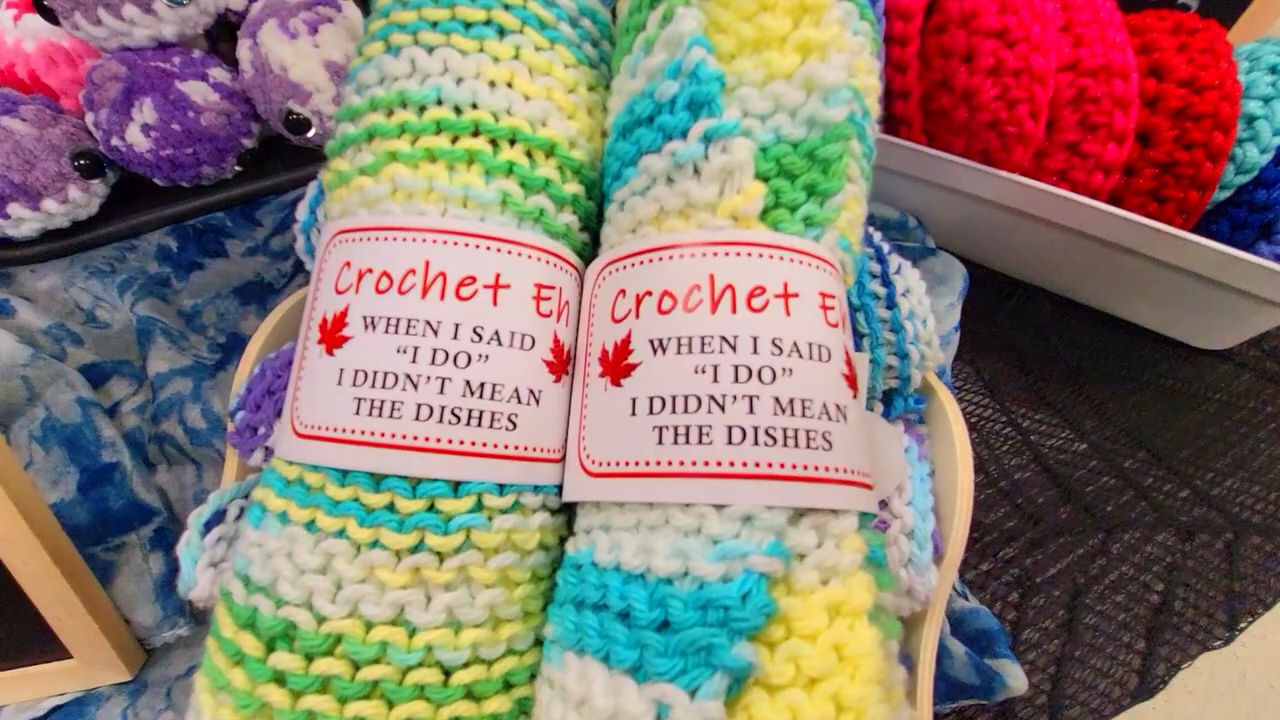 Crochet Eh
WHEN I SAID
“I DO”
I DIDN'T MEAN
THE DISHES
Crochet Eh
WHEN I SAID
“I DO”
I DIDN'T MEAN
THE DISHES